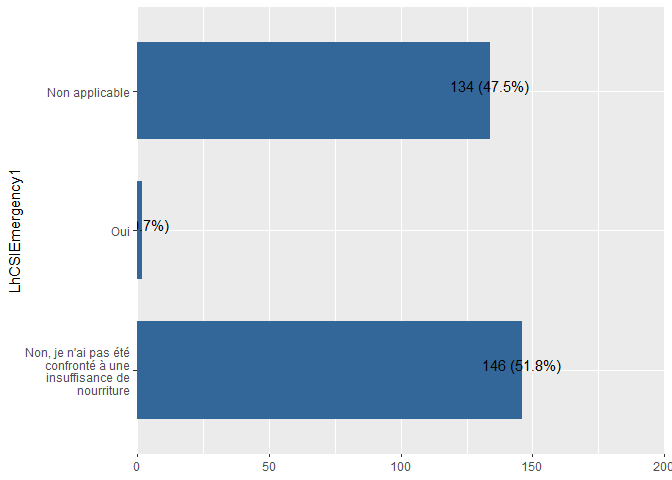 LhCSIEmergency1
Non applicable
134 (47.5%)
Oui
.7%)
Non, je n'ai pas été
confronté à une
insuffisance de
nourriture
146 (51.8%)
0
50
100
150
200